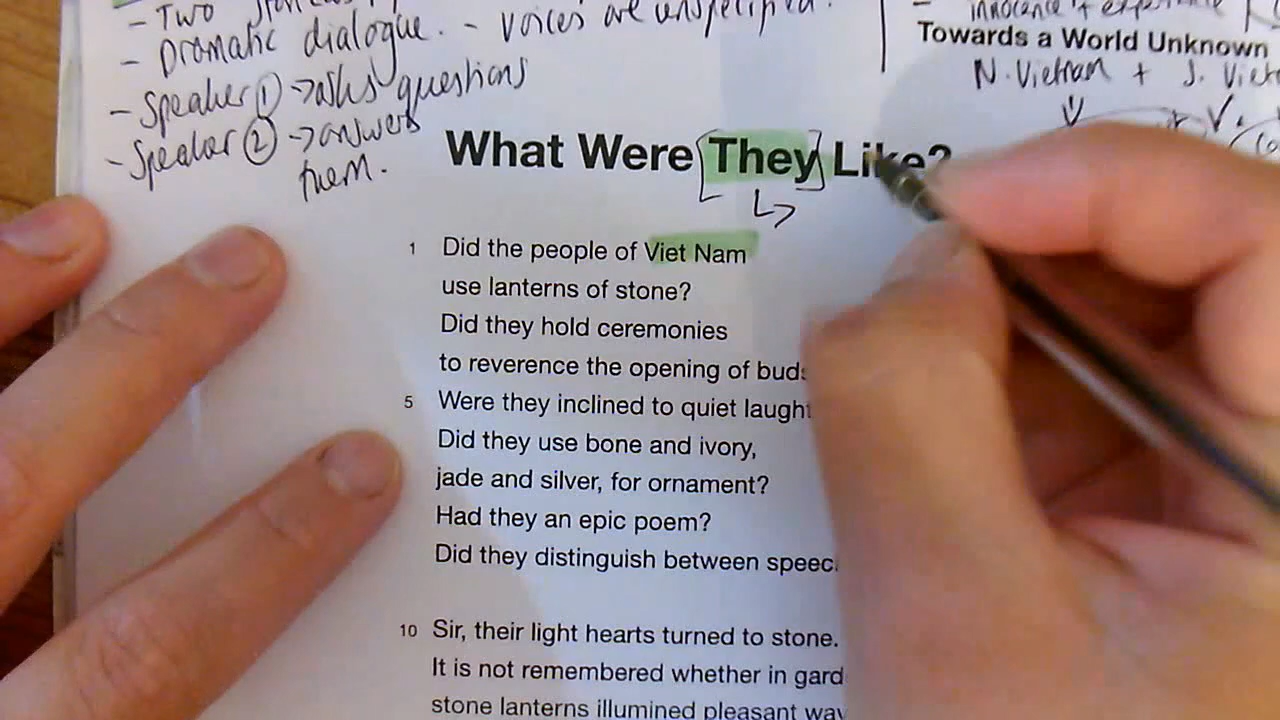 - Two
- Dramatic dialogue. - voices are unspecified.
- Speaker ① → asks questions
- Speaker ② → answers
them.
innocence + experience
Towards a World Unknown
N. Vietnam + S.
What Were [They] Like?
1 Did the people of Viet Nam
use lanterns of stone?
Did they hold ceremonies
to reverence the opening of buds
5 Were they inclined to quiet laught
Did they use bone and ivory,
jade and silver, for ornament?
Had they an epic poem?
Did they distinguish between speec
10 Sir, their light hearts turned to stone.
It is not remembered whether in gard
stone lanterns illumined pleasant way